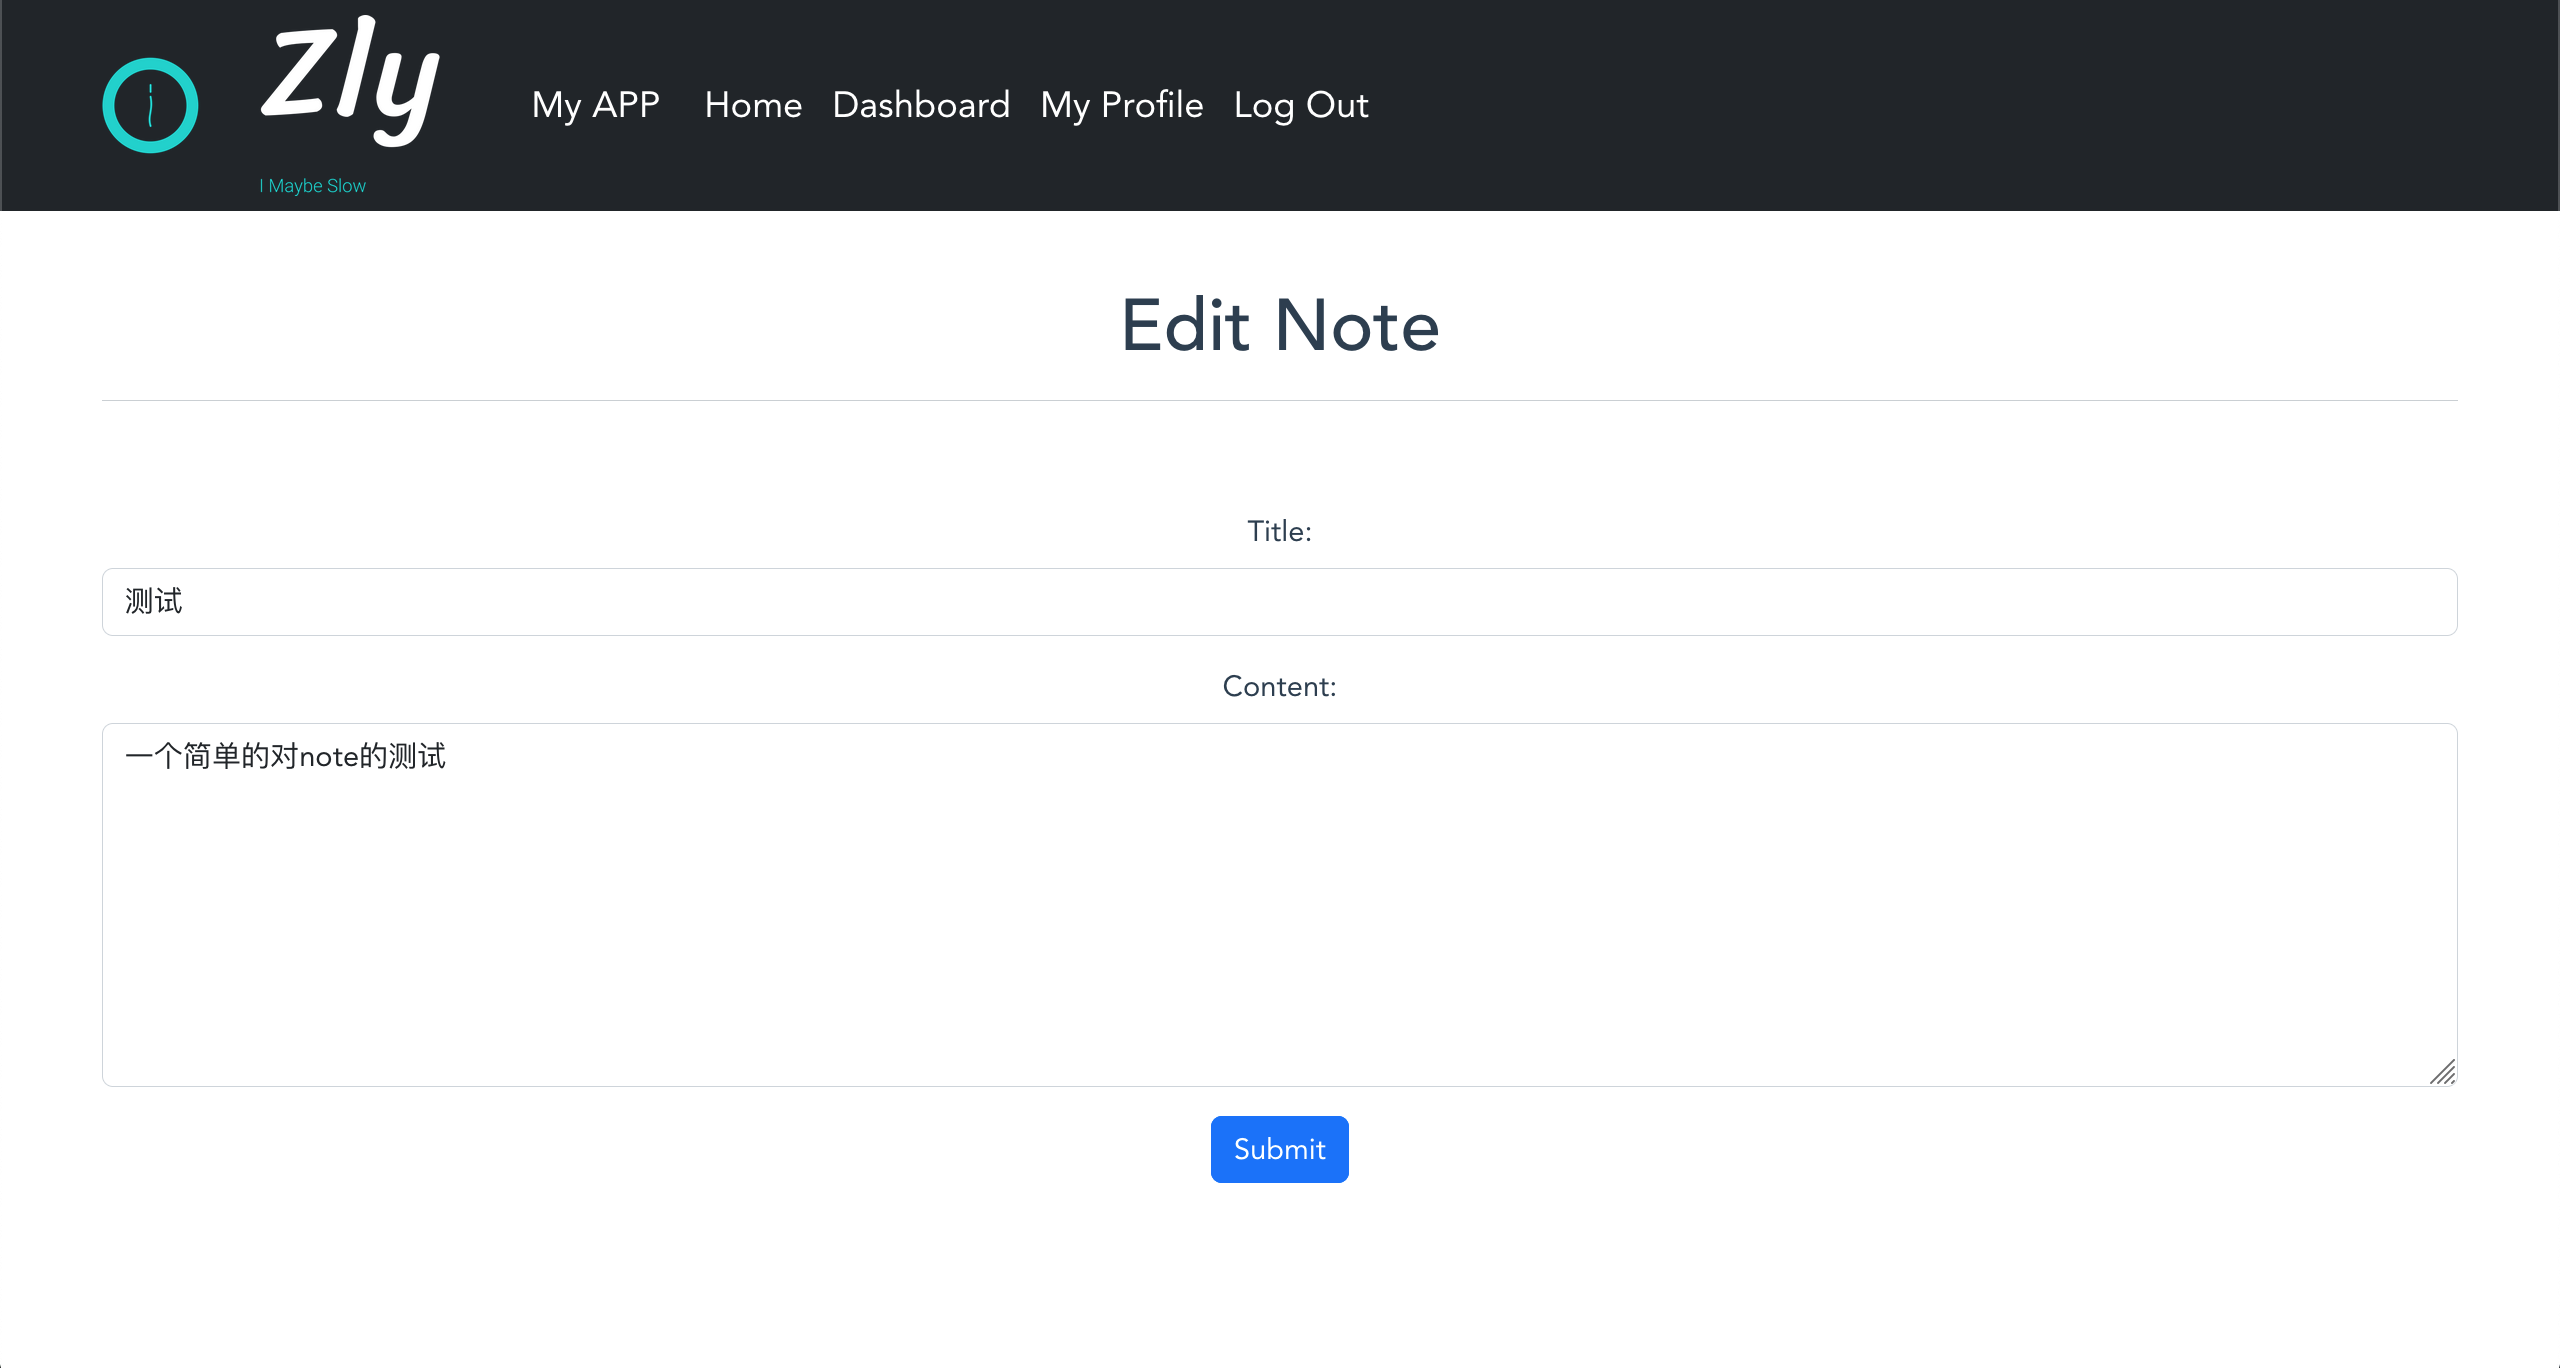 Zly
I Maybe Slow
My APP Home Dashboard My Profile Log Out
Edit Note
Title:
测试
Content:
一个简单的对note的测试
Submit